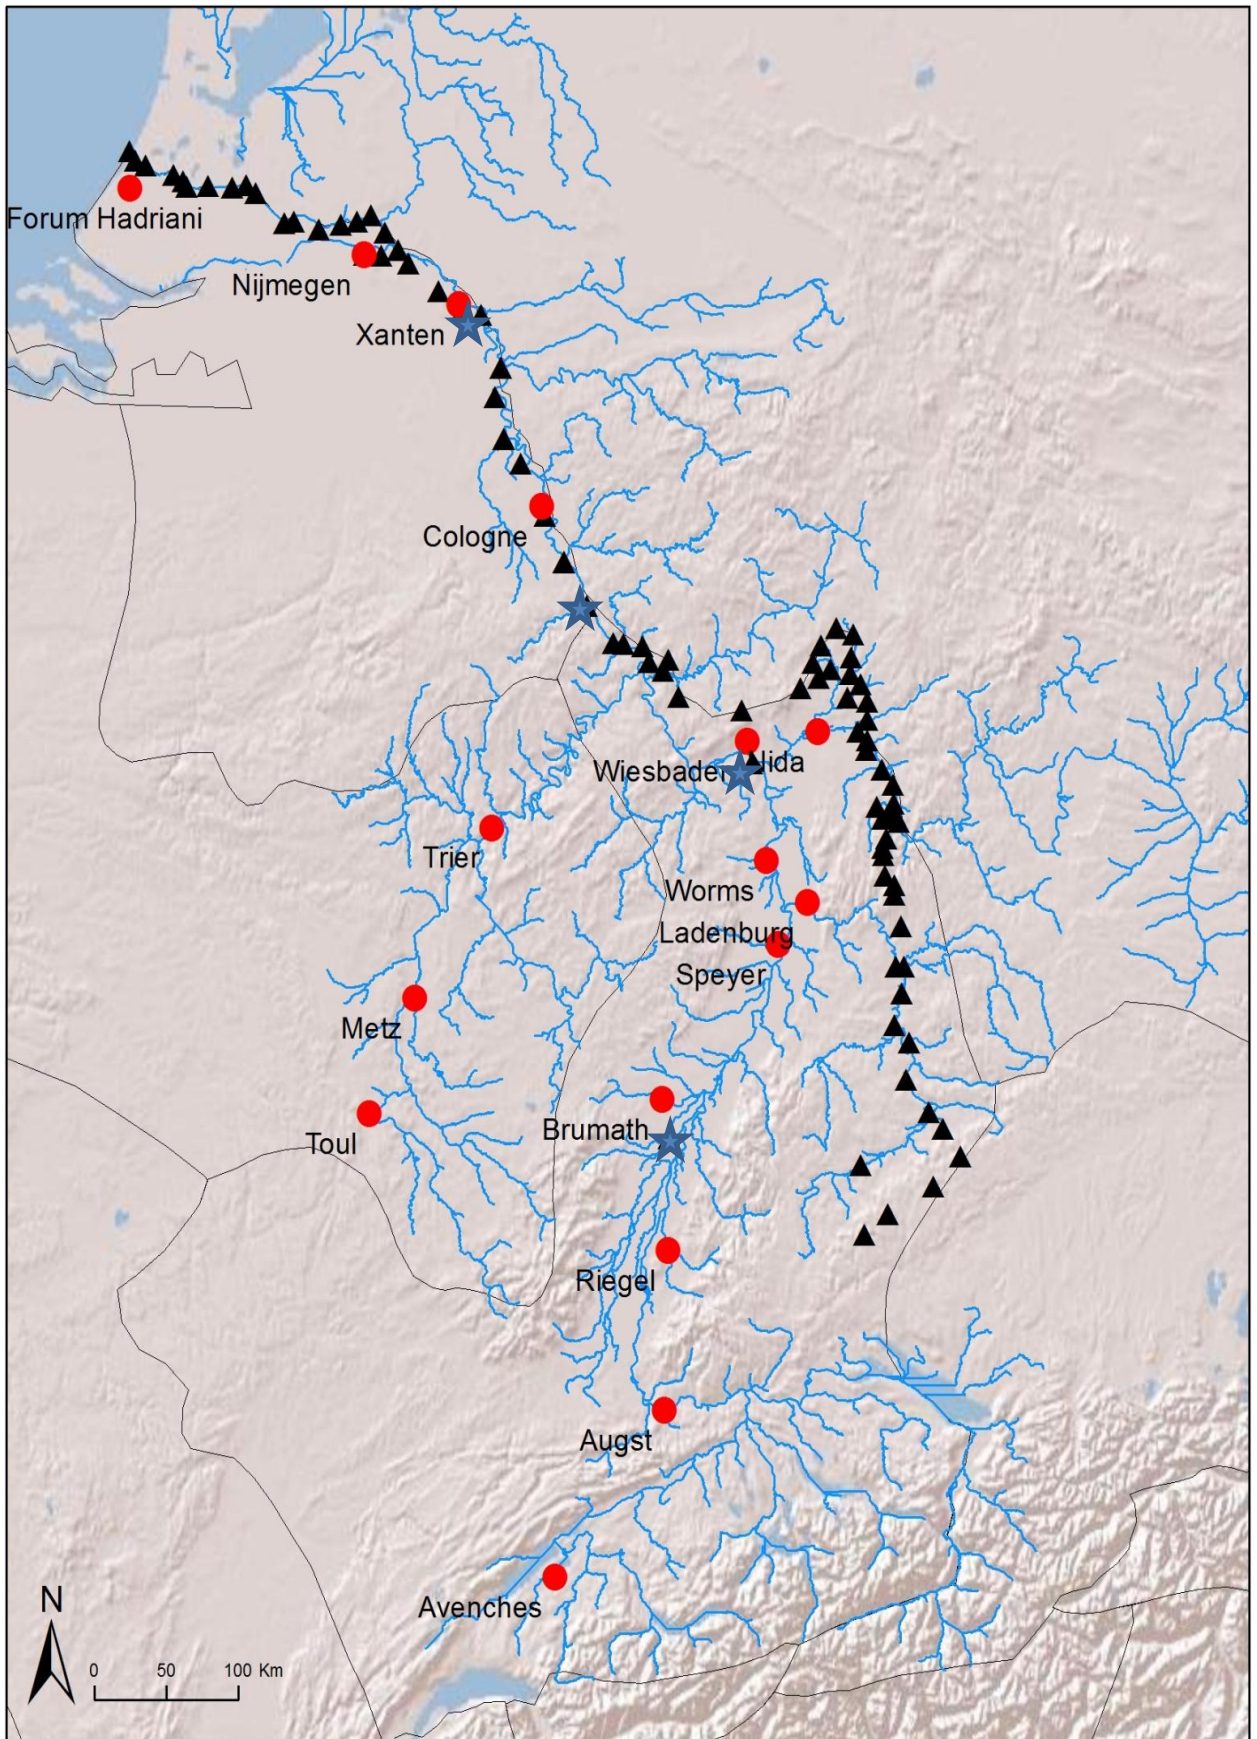 Forum Hadriani
Nijmegen
Xanten
Cologne
Wiesbaden
Nida
Trier
Worms
Ladenburg
Speyer
Metz
Brumath
Toul
Riegel
Augst
Avenches
N
0 50 100 Km